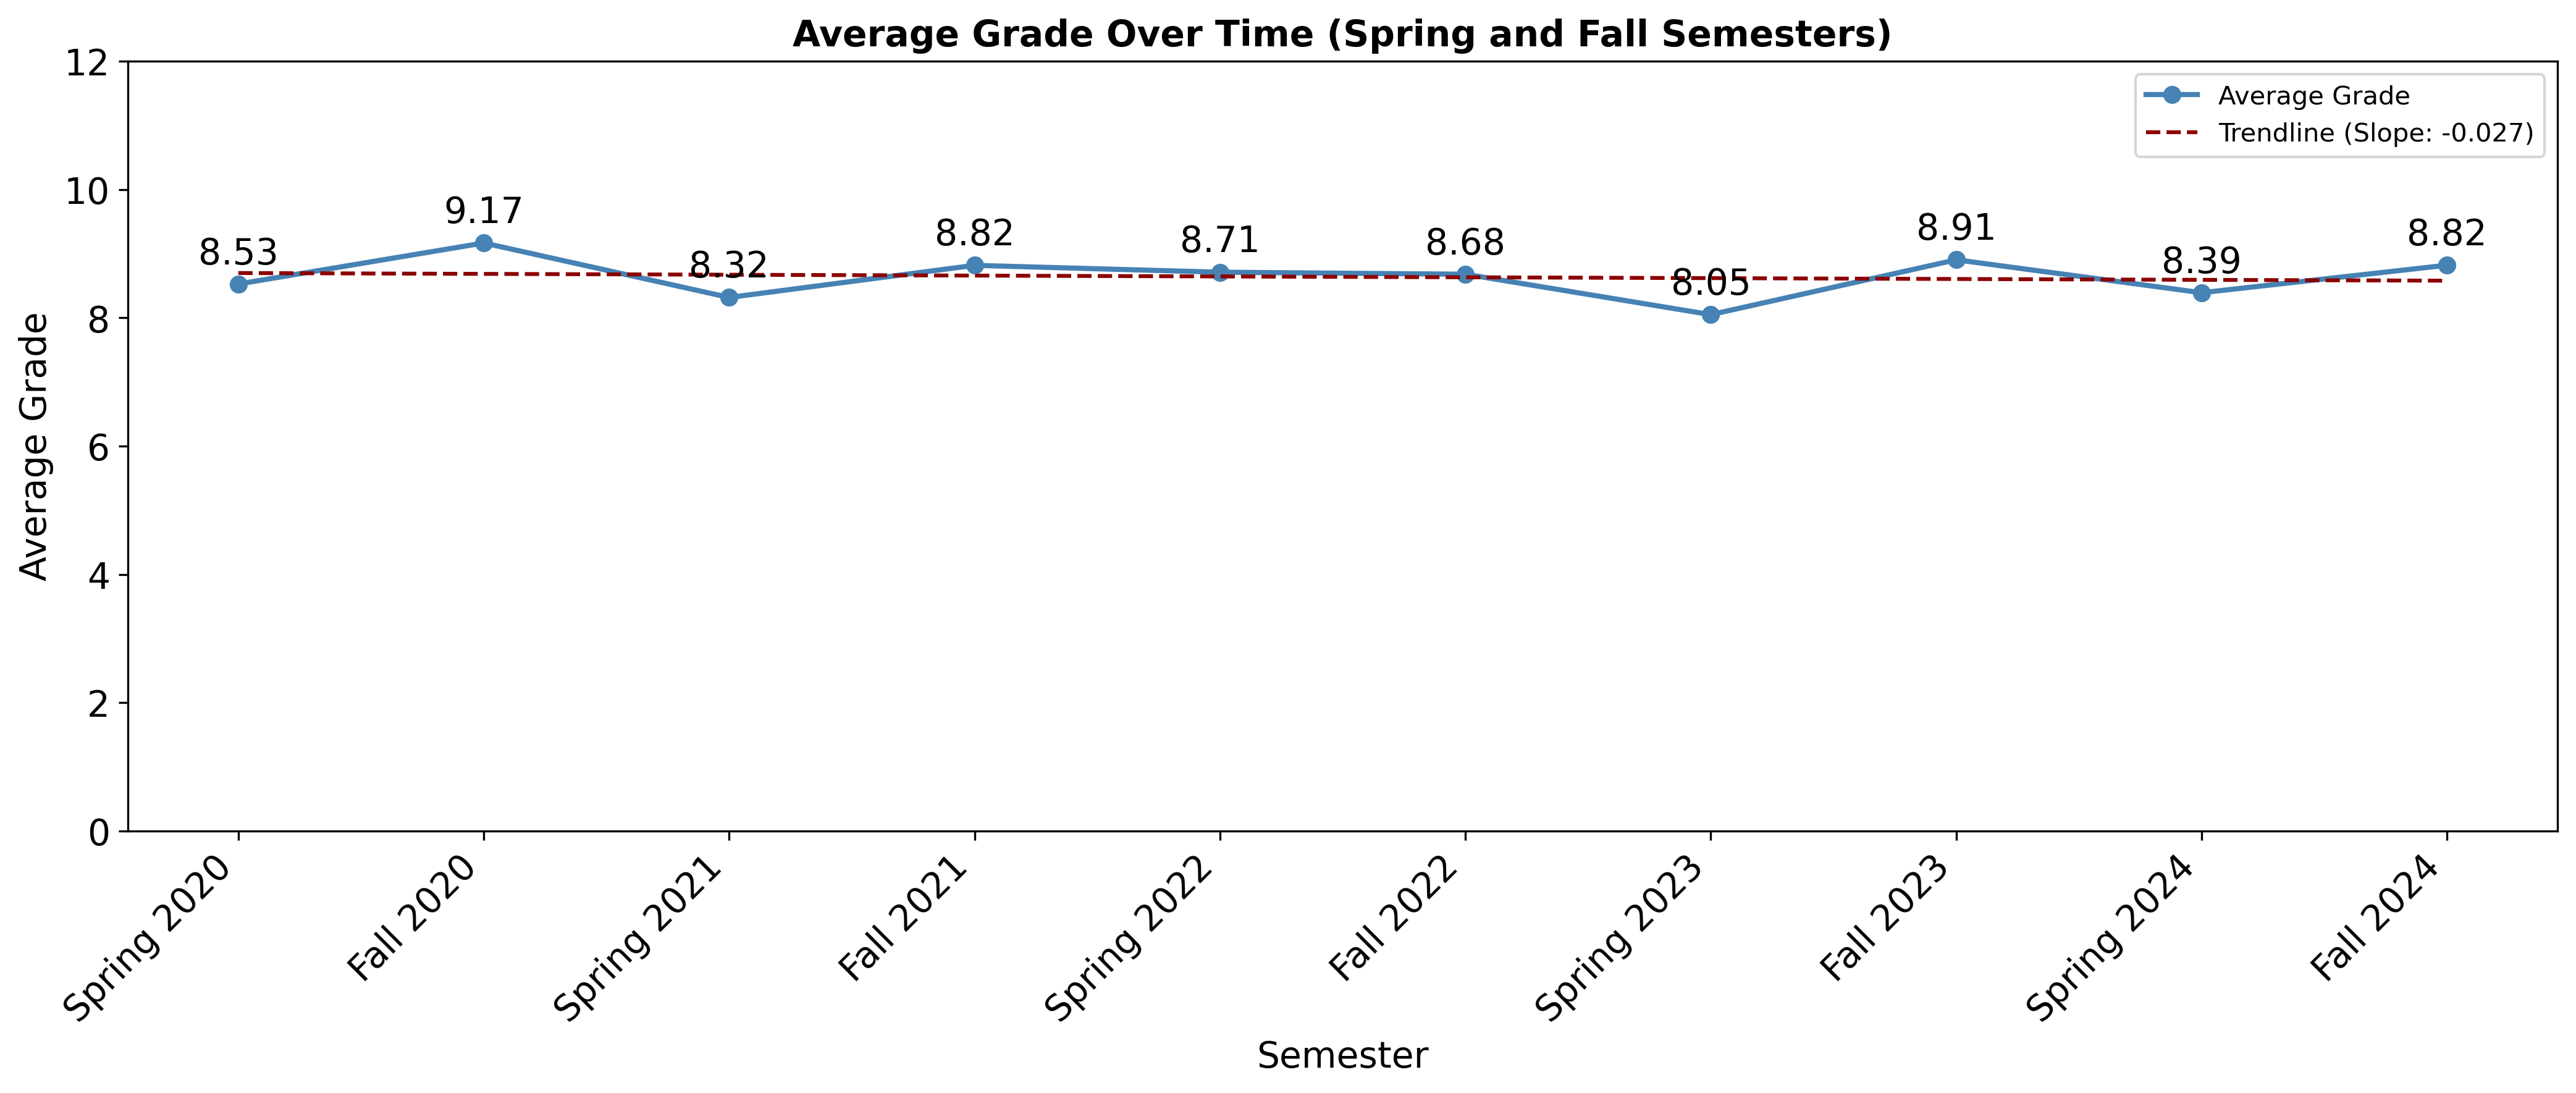 Average Grade Over Time (Spring and Fall Semesters)
12
10
8
6
4
2
0
Average Grade
Average Grade
Trendline (Slope: -0.027)
8.53
9.17
8.32
8.82
8.71
8.68
8.05
8.91
8.39
8.82
Spring 2020
Fall 2020
Spring 2021
Fall 2021
Spring 2022
Fall 2022
Spring 2023
Fall 2023
Spring 2024
Fall 2024
Semester